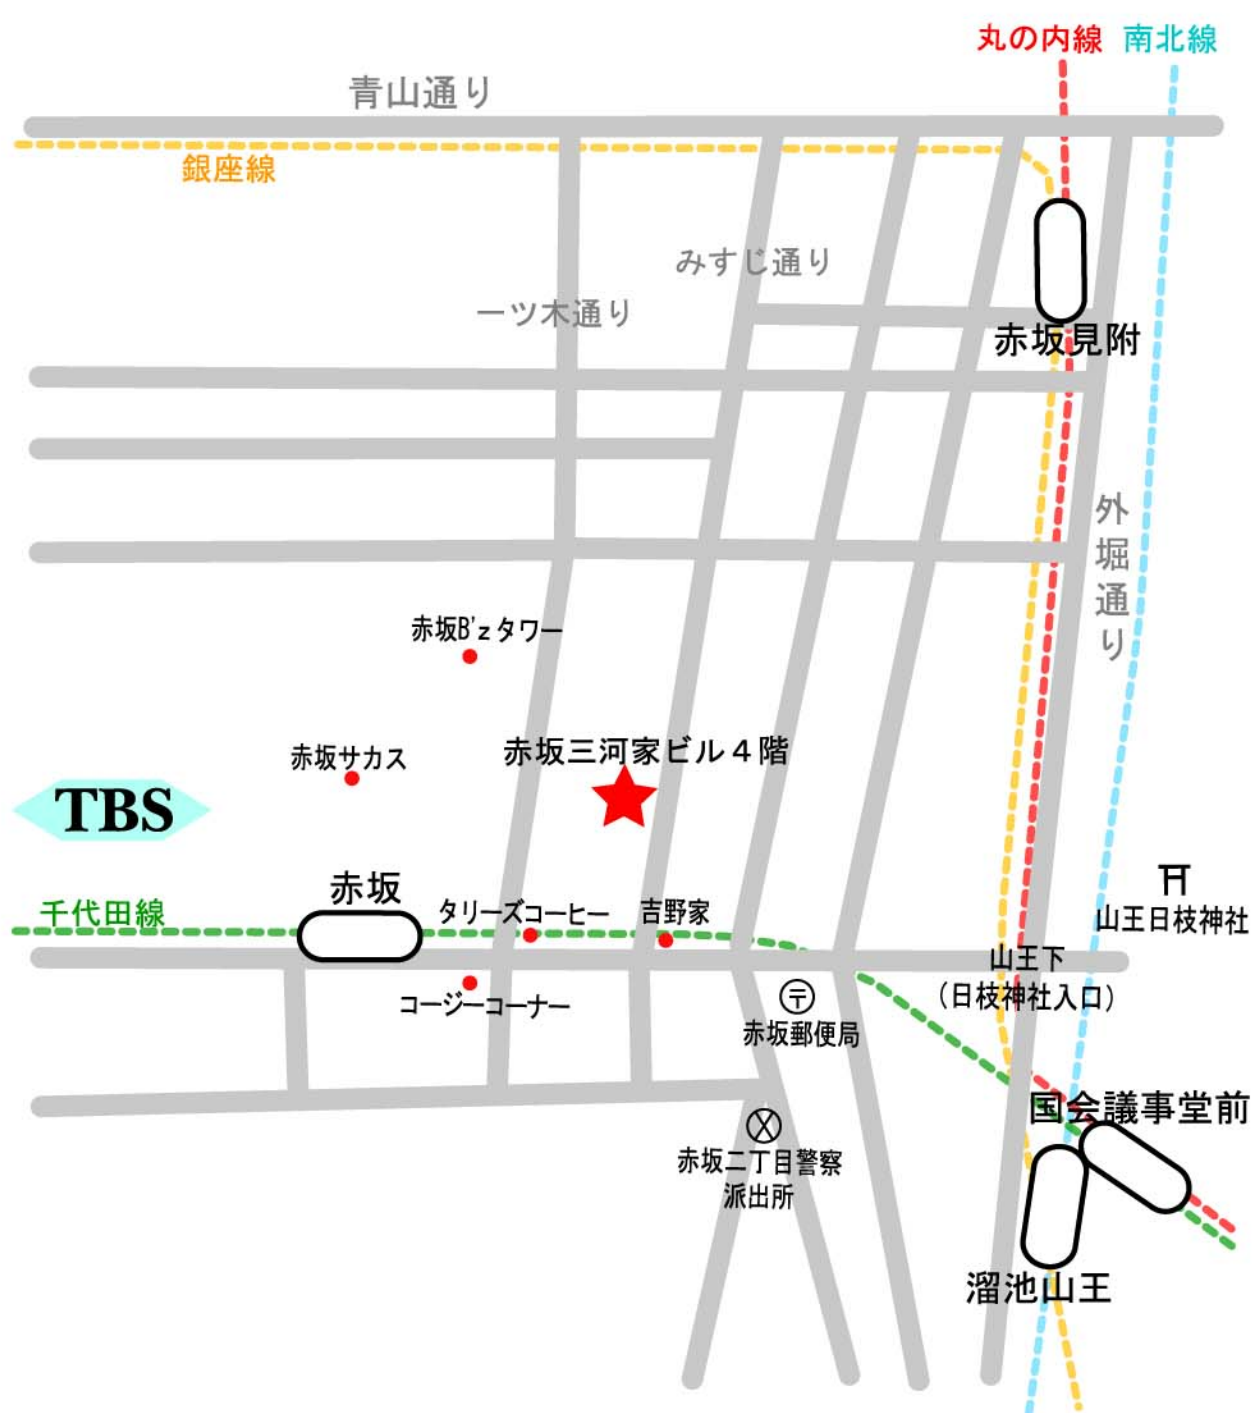 丸の内線 南北線
青山通り
銀座線
みすじ通り
一ツ木通り
赤坂見附
外堀通り
赤坂B'zタワー
赤坂三河家ビル４階
赤坂サカス
TBS
赤坂
千代田線
タリーズコーヒー
吉野家
山王日枝神社
山王下
（日枝神社入口）
コージーコーナー
〒
赤坂郵便局
国会議事堂前
赤坂二丁目警察
派出所
溜池山王